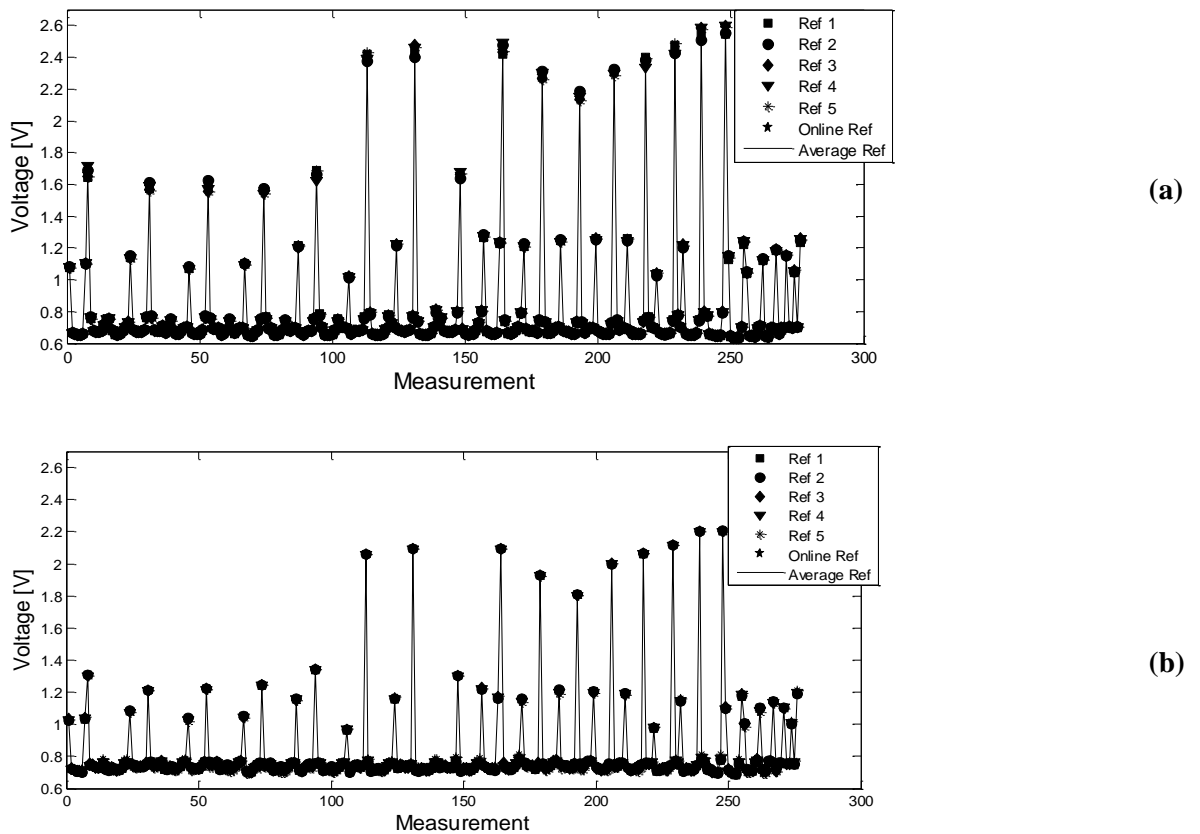 2.6
2.4
2.2
2
1.8
1.6
1.4
1.2
1
0.8
0.6
Voltage [V]
0 50 100 150 200 250 300
Measurement
Ref 1
Ref 2
Ref 3
Ref 4
Ref 5
Online Ref
Average Ref
(a)
2.6
2.4
2.2
2
1.8
1.6
1.4
1.2
1
0.8
0.6
Voltage [V]
0 50 100 150 200 250 300
Measurement
Ref 1
Ref 2
Ref 3
Ref 4
Ref 5
Online Ref
Average Ref
(b)